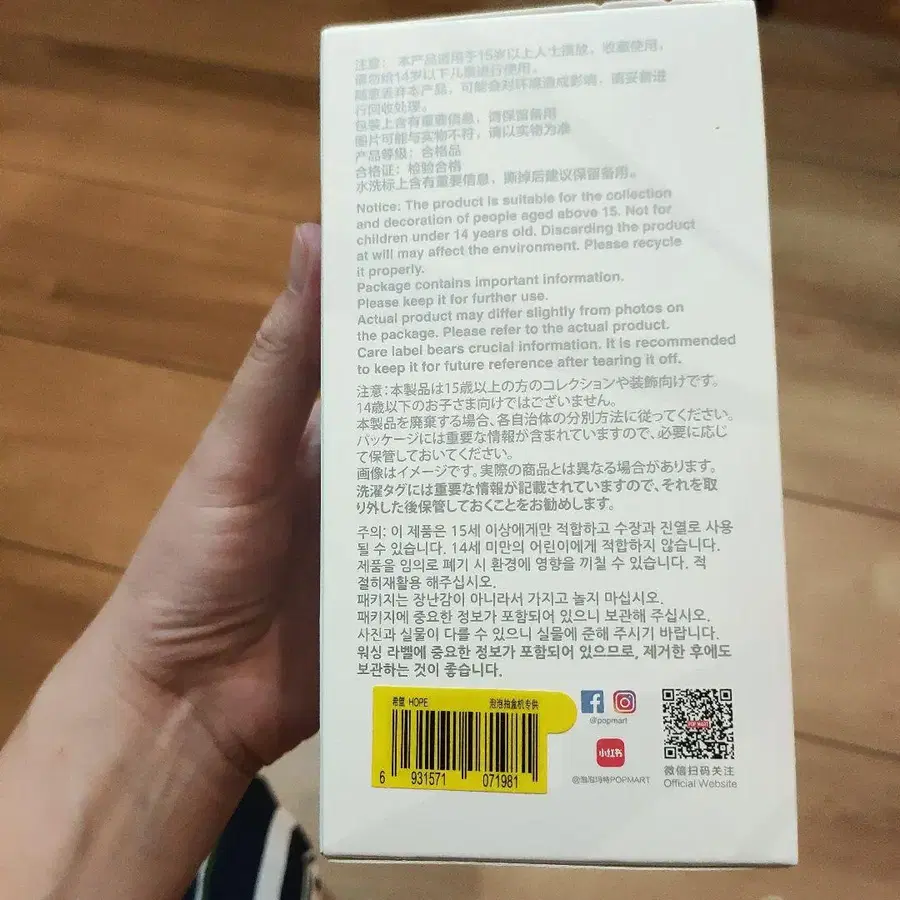 注意： 本产品适用于15岁以上人士摆放，收藏使用，
请勿给14岁以下儿童进行使用。
随意丢弃本产品，可能会对环境造成影响，请妥善进
行回收处理。
包装上含有重要信息，请保留备用
图片可能与实物不符，请以实物为准
产品等级：合格品
合格证：检验合格
水洗标上含有重要信息，撕掉后建议保留备用。
Notice: The product is suitable for the collection
and decoration of people aged above 15. Not for
children under 14 years old. Discarding the product
at will may affect the environment. Please recycle
it properly.
Package contains important information.
Please keep it for further use.
Actual product may differ slightly from photos on
the package. Please refer to the actual product.
Care label bears crucial information. It is recommended
to keep it for future reference after tearing it off.
注意：本製品は15歳以上の方のコレクションや装飾向けです。
14歳以下のお子さま向けではございません。
本製品を廃棄する場合、各自治体の分別方法に従ってください。
パッケージには重要な情報が含まれていますので、必要に応じ
て保管しておいてください。
画像はイメージです。実際の商品とは異なる場合があります。
洗濯タグには重要な情報が記載されていますので、それを取
り外した後保管しておくことをお勧めします。
주의: 이 제품은 15세 이상에게만 적합하고 수장과 진열로 사용
될 수 있습니다. 14세 미만의 어린이에게 적합하지 않습니다.
제품을 임의로 폐기 시 환경에 영향을 끼칠 수 있습니다. 적
절히재활용 해주십시오.
패키지는 장난감이 아니라서 가지고 놀지 마십시오.
패키지에 중요한 정보가 포함되어 있으니 보관해 주십시오.
사진과 실물이 다를 수 있으니 실물에 준해 주시기 바랍니다.
워싱 라벨에 중요한 정보가 포함되어 있으므로, 제거한 후에도
보관하는 것이 좋습니다.
希望 HOPE 泡泡抽盒机专供
6 931571 071981
@popmart
小红书
@泡泡玛特POPMART
POP MART
微信扫码关注
Official Website